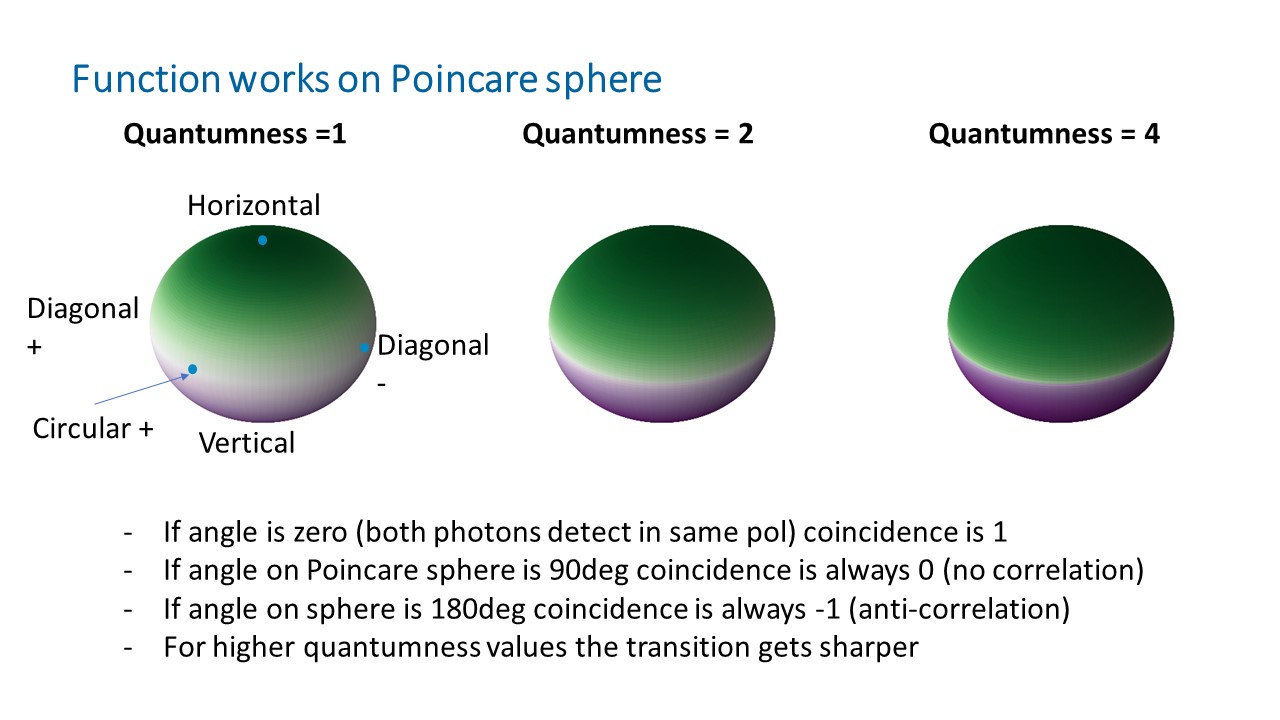 Function works on Poincare sphere
Quantumness =1
Quantumness = 2
Quantumness = 4
Horizontal
Diagonal
+
Diagonal
-
Circular +
Vertical
- If angle is zero (both photons detect in same pol) coincidence is 1
- If angle on Poincare sphere is 90deg coincidence is always 0 (no correlation)
- If angle on sphere is 180deg coincidence is always -1 (anti-correlation)
- For higher quantumness values the transition gets sharper